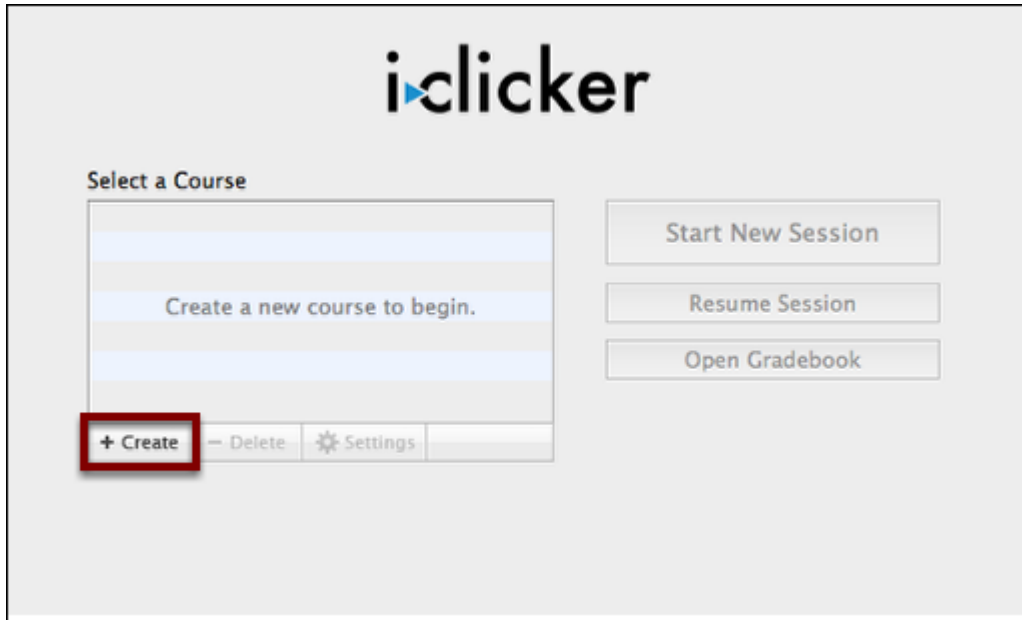 i clicker
Select a Course
Start New Session
Create a new course to begin.
Resume Session
Open Gradebook
+ Create
− Delete
Settings